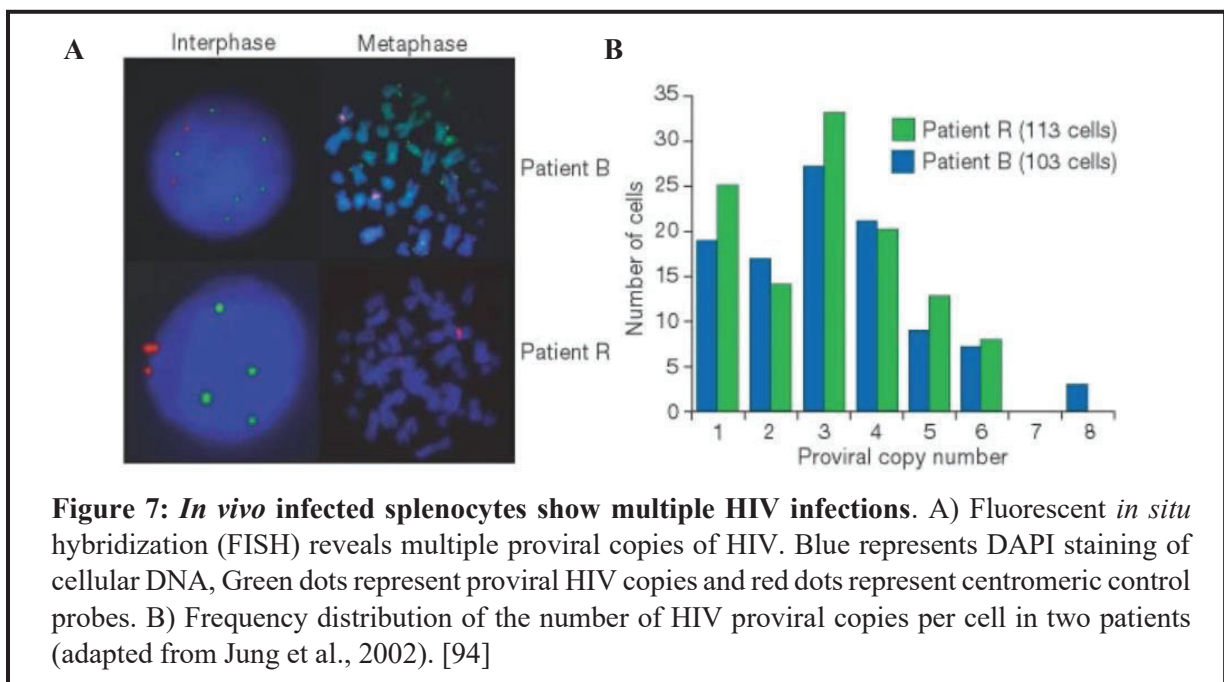 A
Interphase
Metaphase
Patient B
Patient R
B
35
30
25
20
15
10
5
0
Number of cells
Patient R (113 cells)
Patient B (103 cells)
1 2 3 4 5 6 7 8
Proviral copy number
Figure 7: In vivo infected splenocytes show multiple HIV infections. A) Fluorescent in situ
hybridization (FISH) reveals multiple proviral copies of HIV. Blue represents DAPI staining of
cellular DNA, Green dots represent proviral HIV copies and red dots represent centromeric control
probes. B) Frequency distribution of the number of HIV proviral copies per cell in two patients
(adapted from Jung et al., 2002). [94]